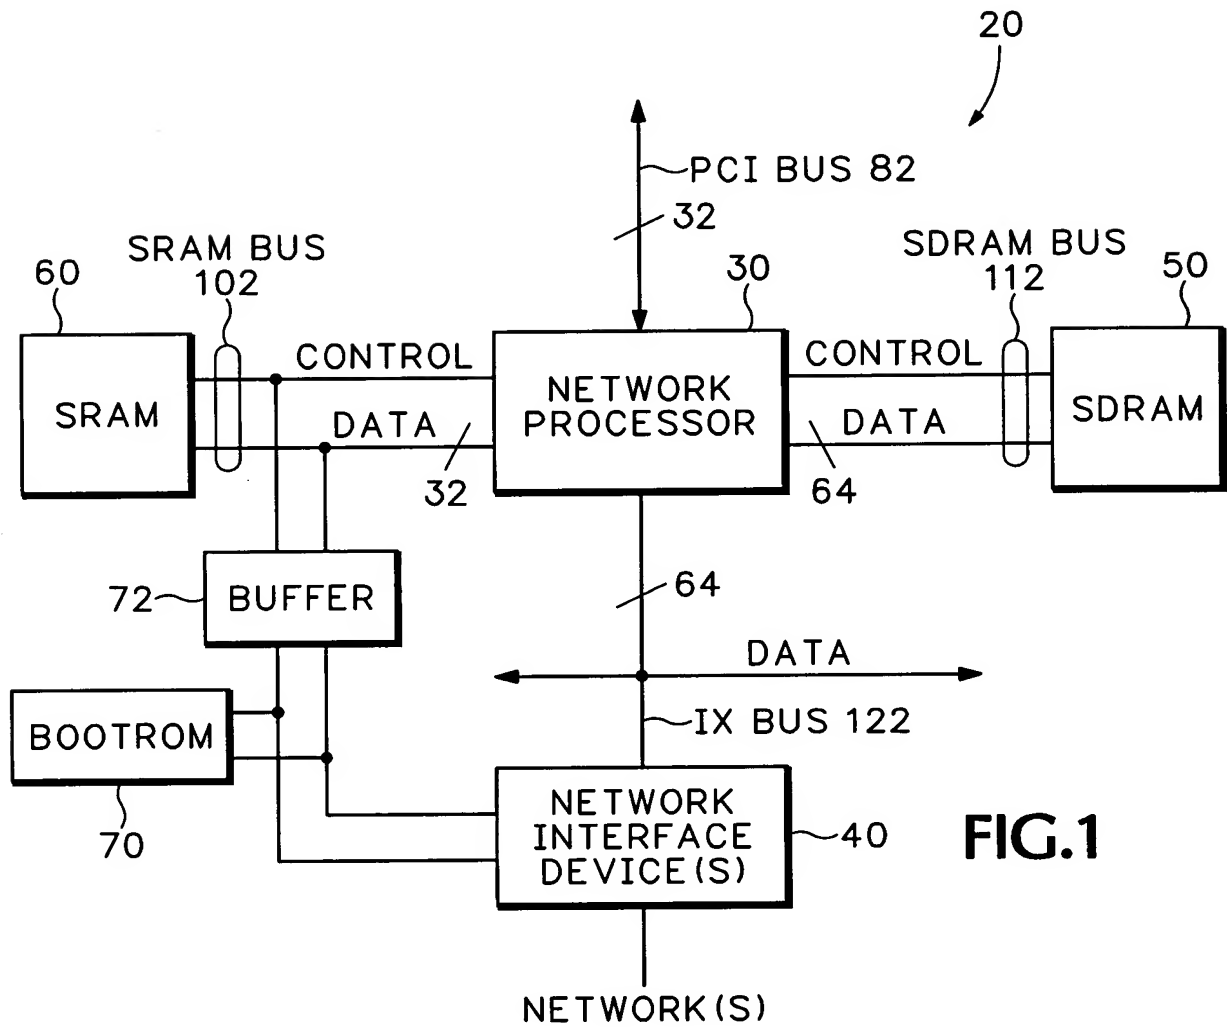 20
PCI BUS 82
32
SRAM BUS
102
SDRAM BUS
112
60
30
50
SRAM
CONTROL
DATA
32
NETWORK
PROCESSOR
CONTROL
DATA
64
SDRAM
72
BUFFER
64
DATA
IX BUS 122
BOOTROM
70
NETWORK
INTERFACE
DEVICE(S)
40
FIG.1
NETWORK(S)